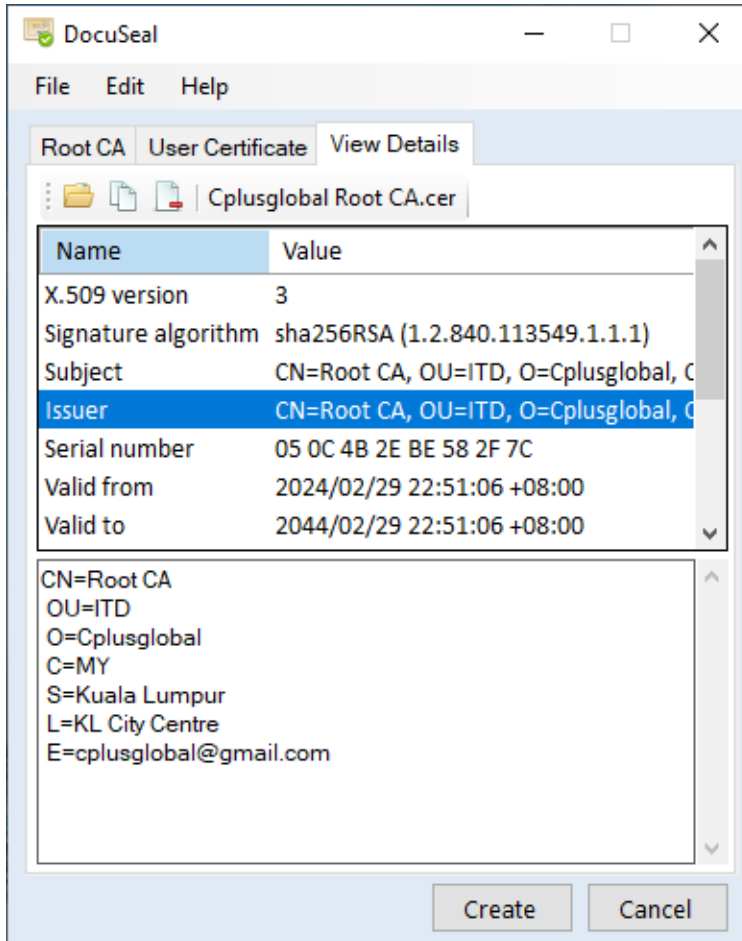 DocuSeal
File Edit Help
Root CA User Certificate View Details
Cplusglobal Root CA.cer
Name Value
X.509 version 3
Signature algorithm sha256RSA (1.2.840.113549.1.1.1)
Subject CN=Root CA, OU=ITD, O=Cplusglobal, C
Issuer CN=Root CA, OU=ITD, O=Cplusglobal, C
Serial number 05 0C 4B 2E BE 58 2F 7C
Valid from 2024/02/29 22:51:06 +08:00
Valid to 2044/02/29 22:51:06 +08:00
CN=Root CA
OU=ITD
O=Cplusglobal
C=MY
S=Kuala Lumpur
L=KL City Centre
E=cplusglobal@gmail.com
Create Cancel